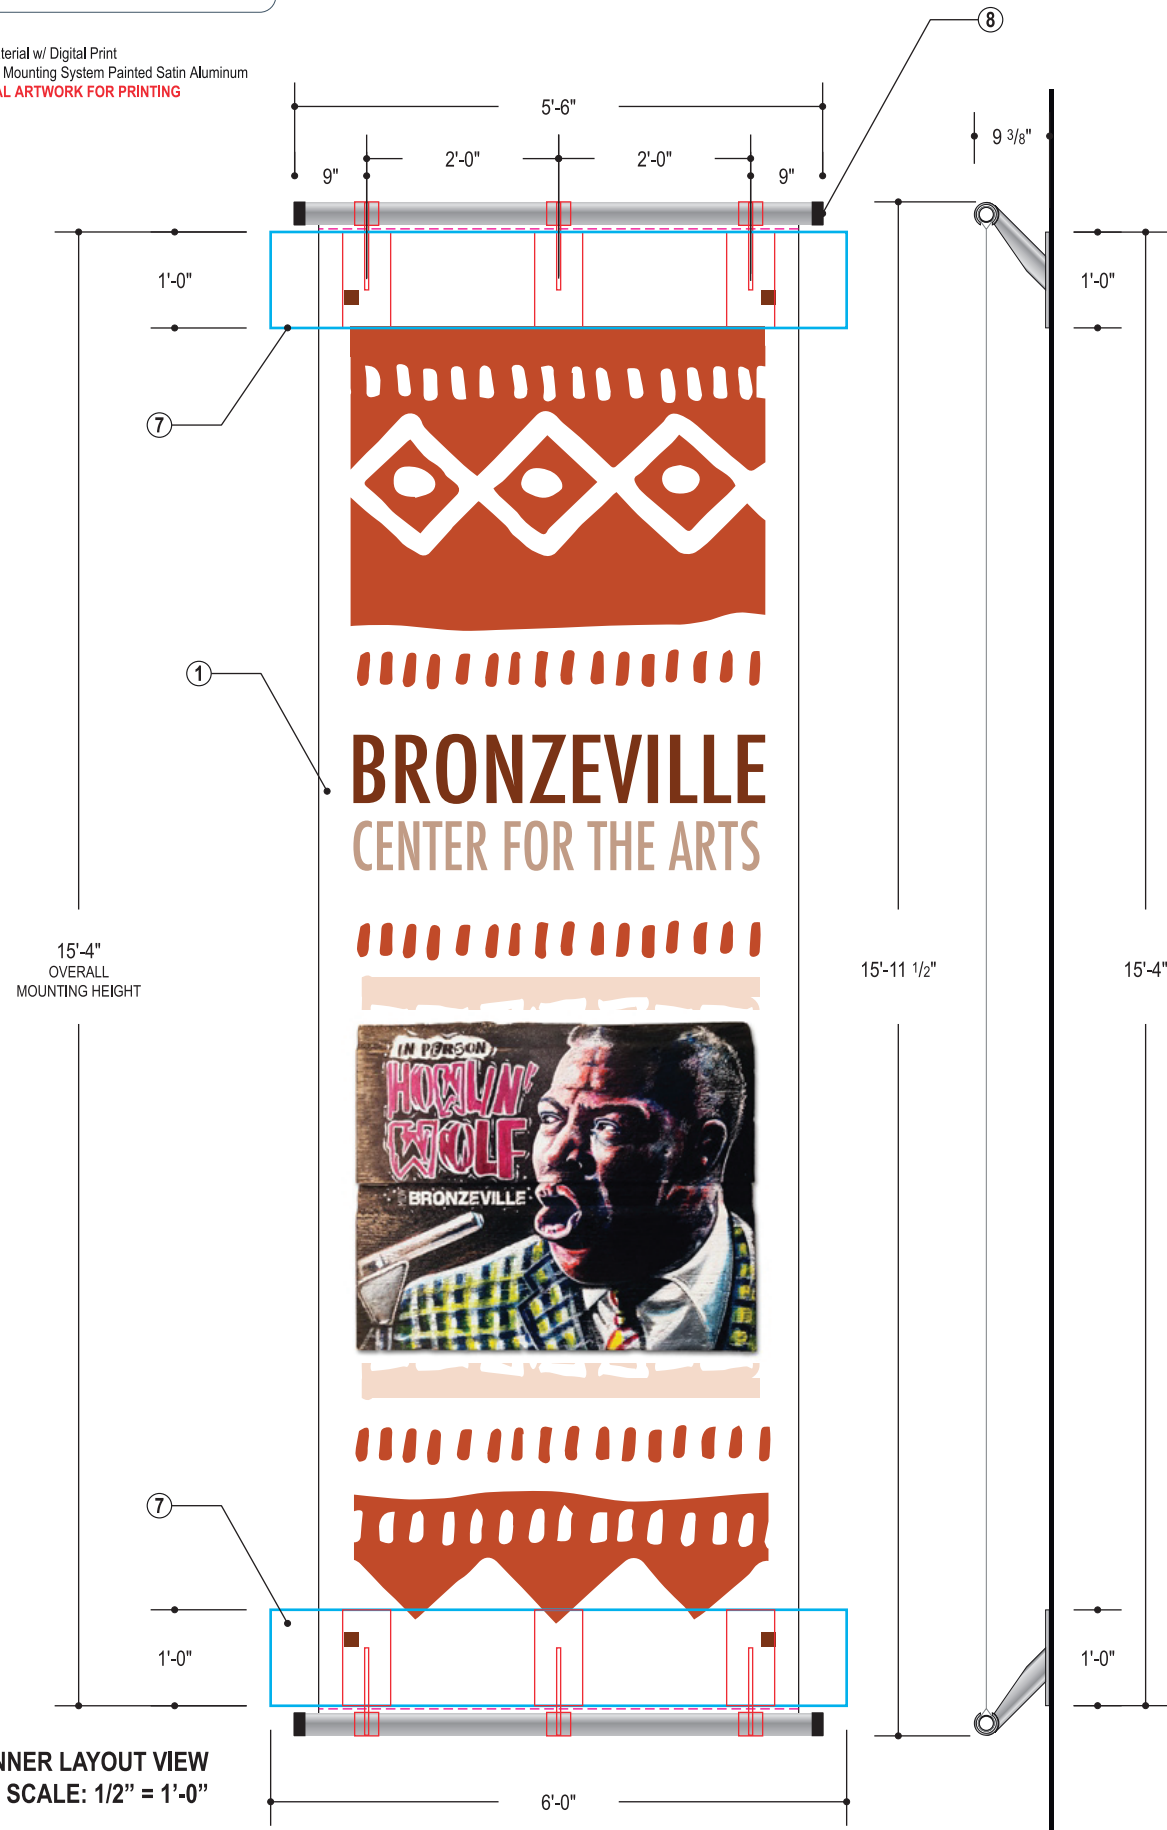 terial w/ Digital Print
Mounting System Painted Satin Aluminum
AL ARTWORK FOR PRINTING
8
5'-6"
9 3/8"
2'-0"
2'-0"
9"
9"
1'-0"
1'-0"
7
1
BRONZEVILLE
CENTER FOR THE ARTS
15'-4"
OVERALL
MOUNTING HEIGHT
15'-11 1/2"
15'-4"
IN PERSON
HOWLIN'
WOLF
BRONZEVILLE
7
1'-0"
1'-0"
NNER LAYOUT VIEW
SCALE: 1/2” = 1’-0”
6'-0"